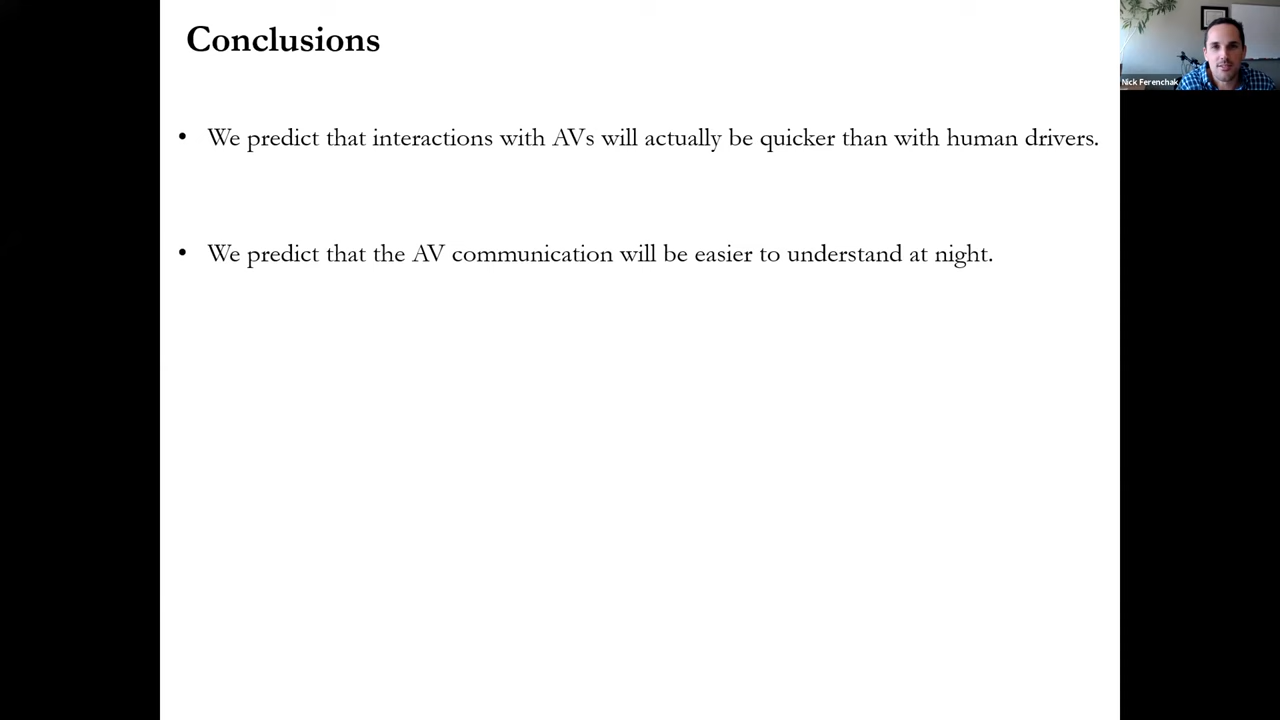 Conclusions
• We predict that interactions with AVs will actually be quicker than with human drivers.
• We predict that the AV communication will be easier to understand at night.
Nick Ferenchak